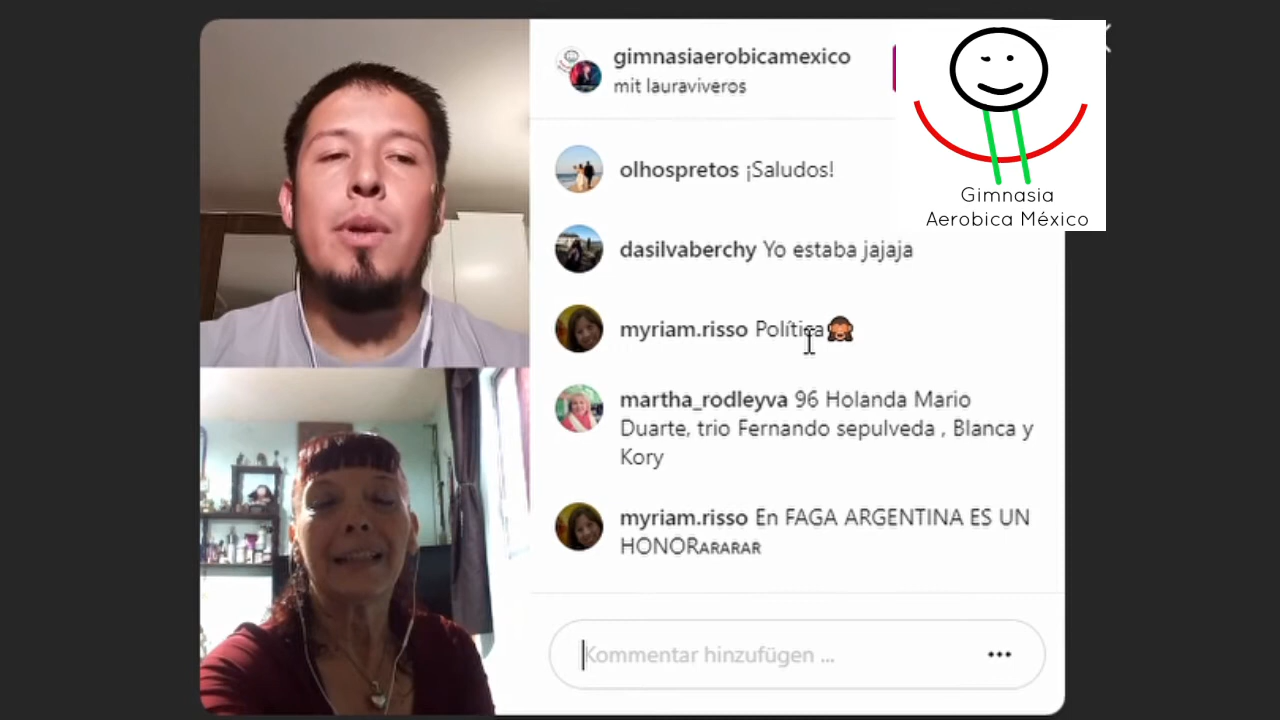 gimnasiaerobicamexico
mit lauraviveros
Gimnasia
Aerobica México
olhospretos ¡Saludos!
dasilvaberchy Yo estaba jajaja
myriam.risso Política
martha_rodleyva 96 Holanda Mario
Duarte, trio Fernando sepulveda , Blanca y
Kory
myriam.risso En FAGA ARGENTINA ES UN
HONORᴀʀᴀʀᴀʀ
Kommentar hinzufügen ...